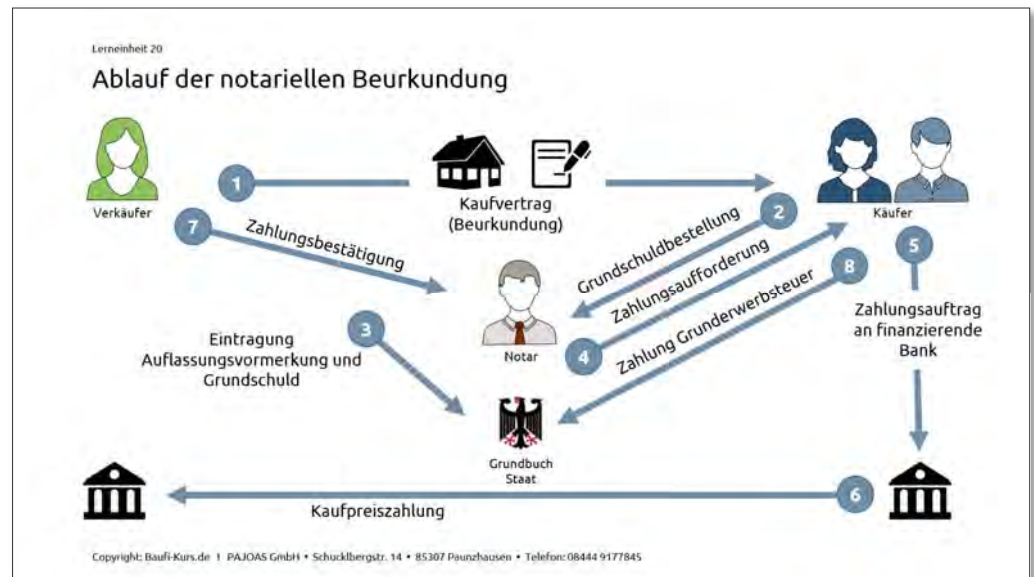 Lerneinheit 20
Ablauf der notariellen Beurkundung
Verkäufer
1
Kaufvertrag
(Beurkundung)
Käufer
2
Grundschuldbestellung
7
Zahlungsbestätigung
Notar
4
Zahlungsaufforderung
8
Zahlung Grunderwerbsteuer
5
Zahlungsauftrag
an finanzierende
Bank
3
Eintragung
Auflassungsvormerkung und
Grundschuld
Grundbuch
Staat
6
Kaufpreiszahlung
Copyright: Baufi-Kurs.de I PAJOAS GmbH • Schucklbergstr. 14 • 85307 Paunzhausen • Telefon: 08444 9177845